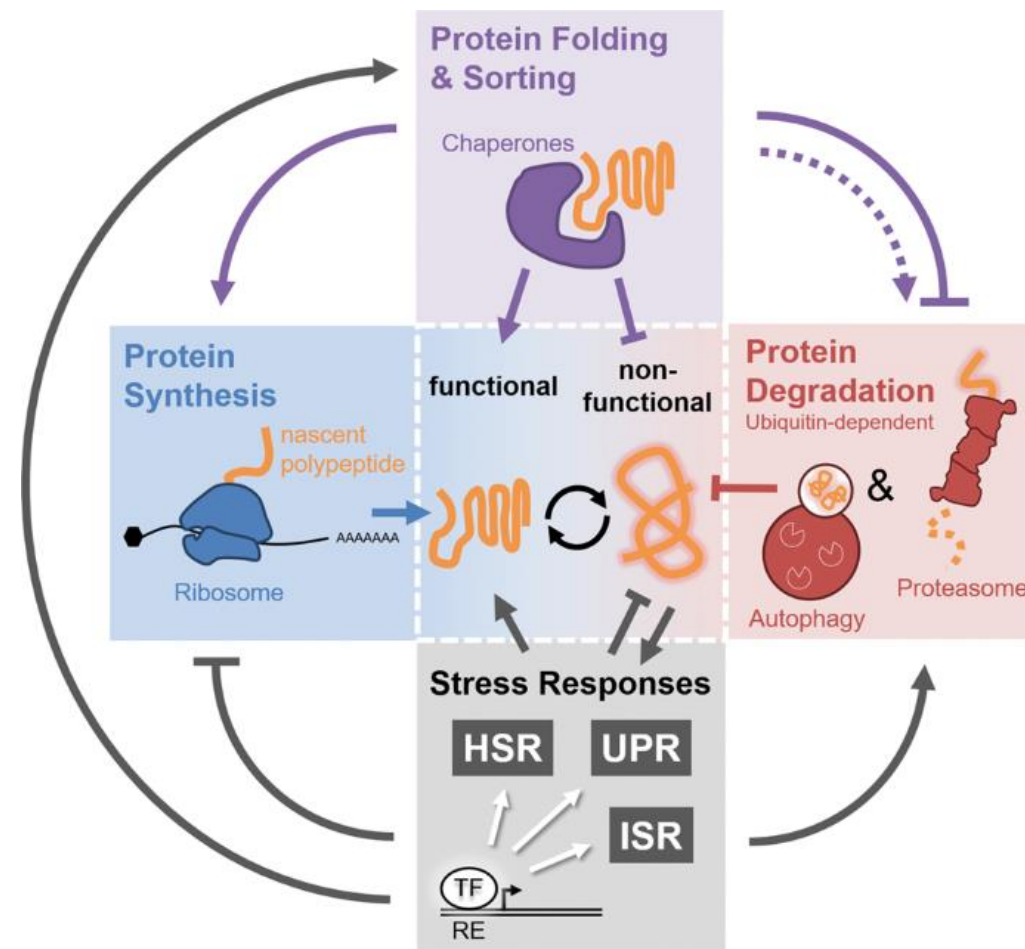 Protein Folding
& Sorting
Chaperones
Protein
Synthesis
nascent
polypeptide
AAAAAAA
Ribosome
functional
non-
functional
Protein
Degradation
Ubiquitin-dependent
&
Proteasome
Autophagy
Stress Responses
HSR
UPR
ISR
TF
RE